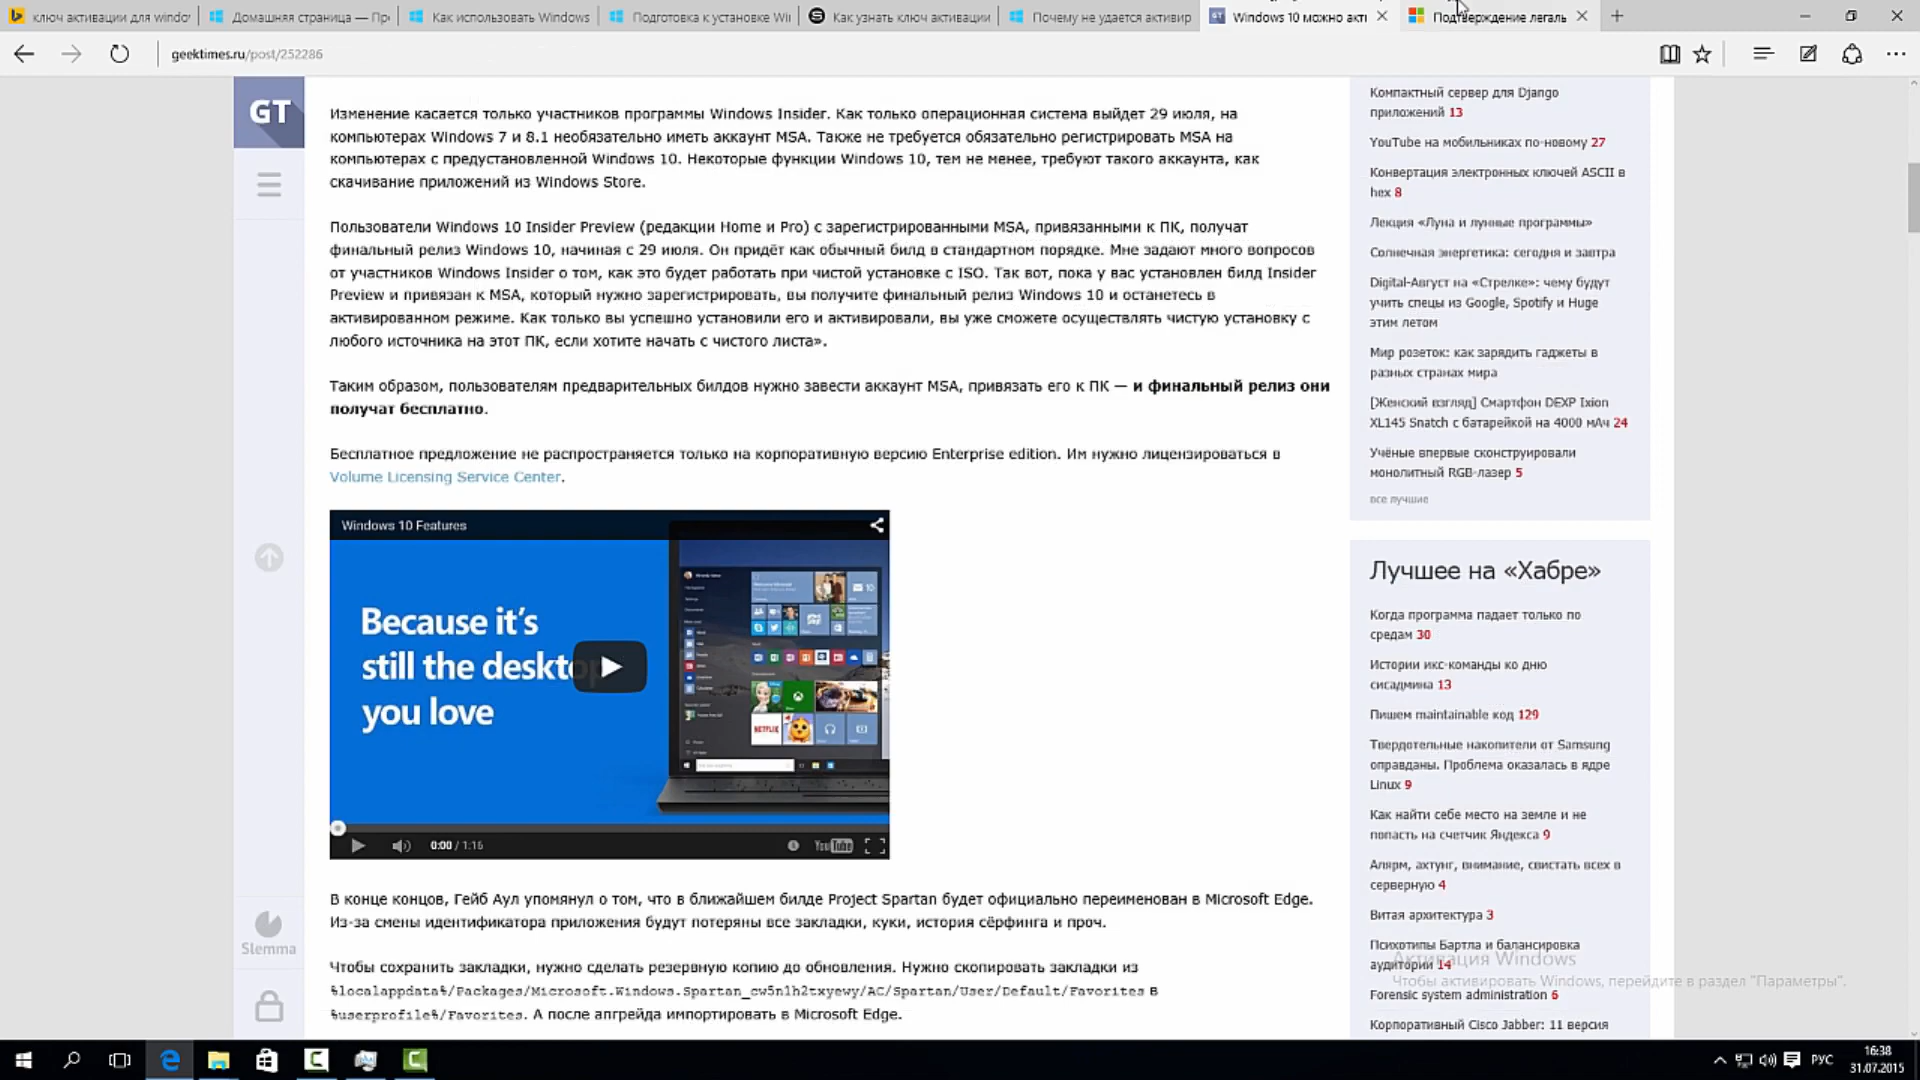 ключ активации для windo
Домашняя страница — Пр
Как использовать Windows
Подготовка к установке Wi
Как узнать ключ активации
Почему не удается активир
Windows 10 можно акти
Подтверждение легаль
geektimes.ru/post/252286
GT
Изменение касается только участников программы Windows Insider. Как только операционная система выйдет 29 июля, на
компьютерах Windows 7 и 8.1 необязательно иметь аккаунт MSA. Также не требуется обязательно регистрировать MSA на
компьютерах с предустановленной Windows 10. Некоторые функции Windows 10, тем не менее, требуют такого аккаунта, как
скачивание приложений из Windows Store.
Пользователи Windows 10 Insider Preview (редакции Home и Pro) с зарегистрированными MSA, привязанными к ПК, получат
финальный релиз Windows 10, начиная с 29 июля. Он придёт как обычный билд в стандартном порядке. Мне задают много вопросов
от участников Windows Insider о том, как это будет работать при чистой установке с ISO. Так вот, пока у вас установлен билд Insider
Preview и привязан к MSA, который нужно зарегистрировать, вы получите финальный релиз Windows 10 и останетесь в
активированном режиме. Как только вы успешно установили его и активировали, вы уже сможете осуществлять чистую установку с
любого источника на этот ПК, если хотите начать с чистого листа».
Таким образом, пользователям предварительных билдов нужно завести аккаунт MSA, привязать его к ПК — и финальный релиз они
получат бесплатно.
Бесплатное предложение не распространяется только на корпоративную версию Enterprise edition. Им нужно лицензироваться в
Volume Licensing Service Center.
Windows 10 Features
Because it's
still the deskto
you love
NETFLIX
0:00 / 1:16
YouTube
В конце концов, Гейб Аул упомянул о том, что в ближайшем билде Project Spartan будет официально переименован в Microsoft Edge.
Из-за смены идентификатора приложения будут потеряны все закладки, куки, история сёрфинга и проч.
Чтобы сохранить закладки, нужно сделать резервную копию до обновления. Нужно скопировать закладки из
%localappdata%/Packages/Microsoft.Windows.Spartan_cw5n1h2txyewy/AC/Spartan/User/Default/Favorites в
%userprofile%/Favorites. А после апгрейда импортировать в Microsoft Edge.
Slemma
Компактный сервер для Django
приложений 13
YouTube на мобильниках по-новому 27
Конвертация электронных ключей ASCII в
hex 8
Лекция «Луна и лунные программы»
Солнечная энергетика: сегодня и завтра
Digital-Август на «Стрелке»: чему будут
учить спецы из Google, Spotify и Huge
этим летом
Мир розеток: как зарядить гаджеты в
разных странах мира
[Женский взгляд] Смартфон DEXP Ixion
XL145 Snatch с батарейкой на 4000 мАч 24
Учёные впервые сконструировали
монолитный RGB-лазер 5
все лучшие
Лучшее на «Хабре»
Когда программа падает только по
средам 30
Истории икс-команды ко дню
сисадмина 13
Пишем maintainable код 129
Твердотельные накопители от Samsung
оправданы. Проблема оказалась в ядре
Linux 9
Как найти себе место на земле и не
попасть на счетчик Яндекса 9
Алярм, ахтунг, внимание, свистать всех в
серверную 4
Витая архитектура 3
Психотипы Бартла и балансировка
аудитории 14
Forensic system administration 6
Корпоративный Cisco Jabber: 11 версия
Активация Windows
Чтобы активировать Windows, перейдите в раздел "Параметры".
РУС
16:38
31.07.2015